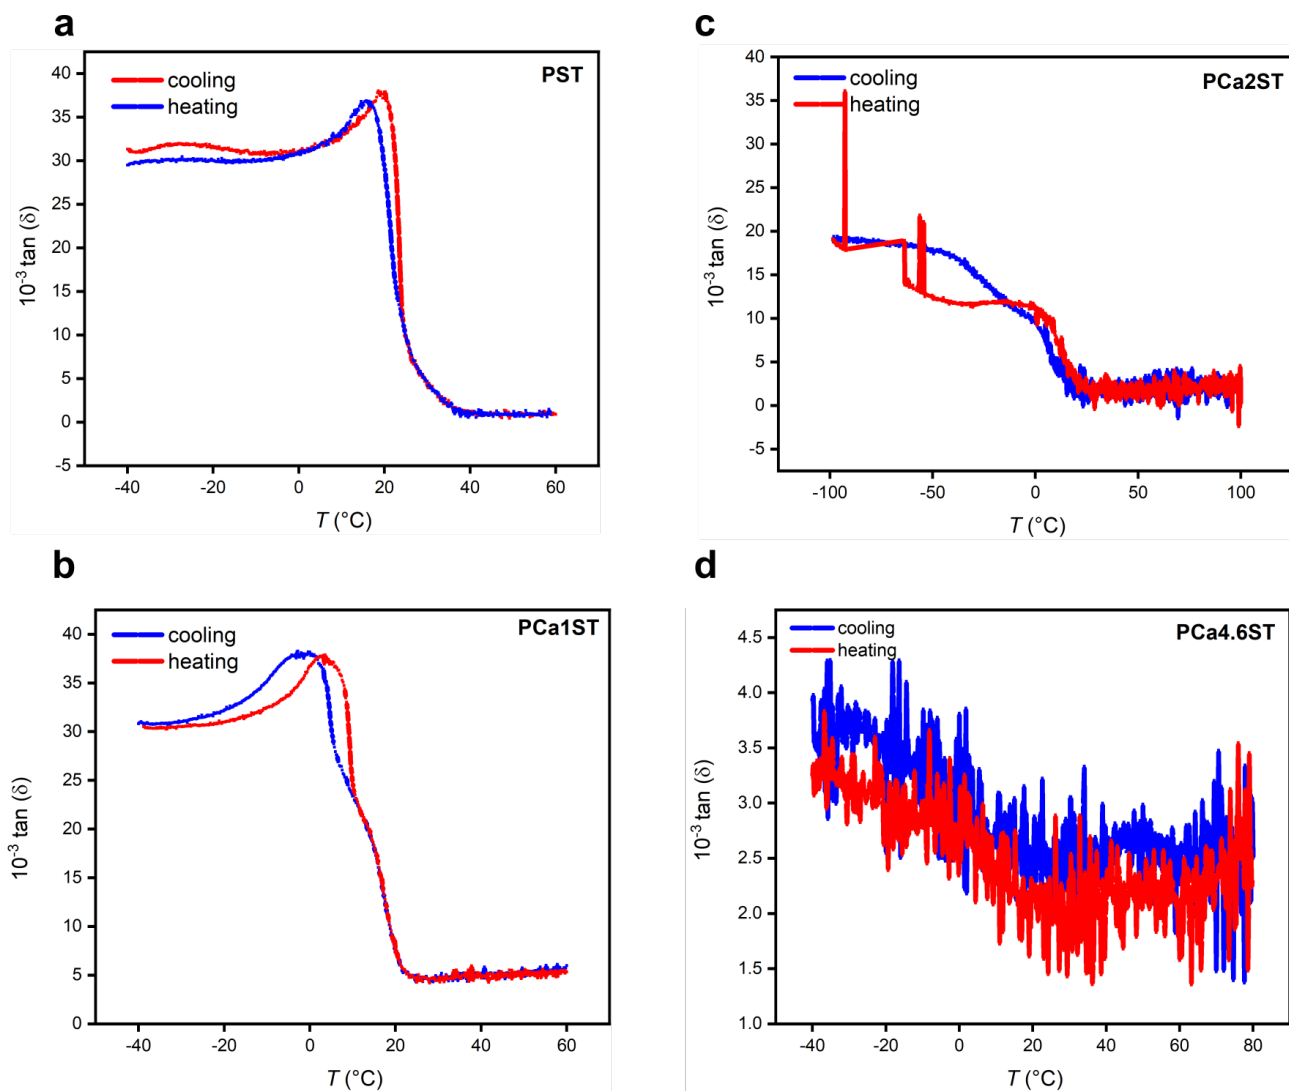 a
PST
cooling
heating
40
35
30
25
20
15
10
5
0
-5
10⁻³ tan (δ)
-40 -20 0 20 40 60
T (°C)
c
PCa2ST
cooling
heating
40
35
30
25
20
15
10
5
0
-5
10⁻³ tan (δ)
-100 -50 0 50 100
T (°C)
b
PCa1ST
cooling
heating
40
35
30
25
20
15
10
5
0
10⁻³ tan (δ)
-40 -20 0 20 40 60
T (°C)
d
PCa4.6ST
cooling
heating
4.5
4.0
3.5
3.0
2.5
2.0
1.5
1.0
10⁻³ tan (δ)
-40 -20 0 20 40 60 80
T (°C)